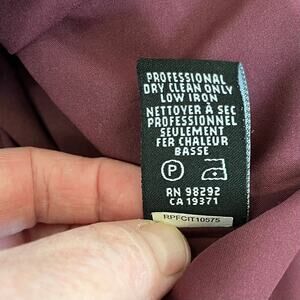 PROFESSIONAL
DRY CLEAN ONLY
LOW IRON
NETTOYER À SEC
PROFESSIONNEL
SEULEMENT
FER CHALEUR
BASSE
P
RN 98292
CA 19371
RPFCIT10575